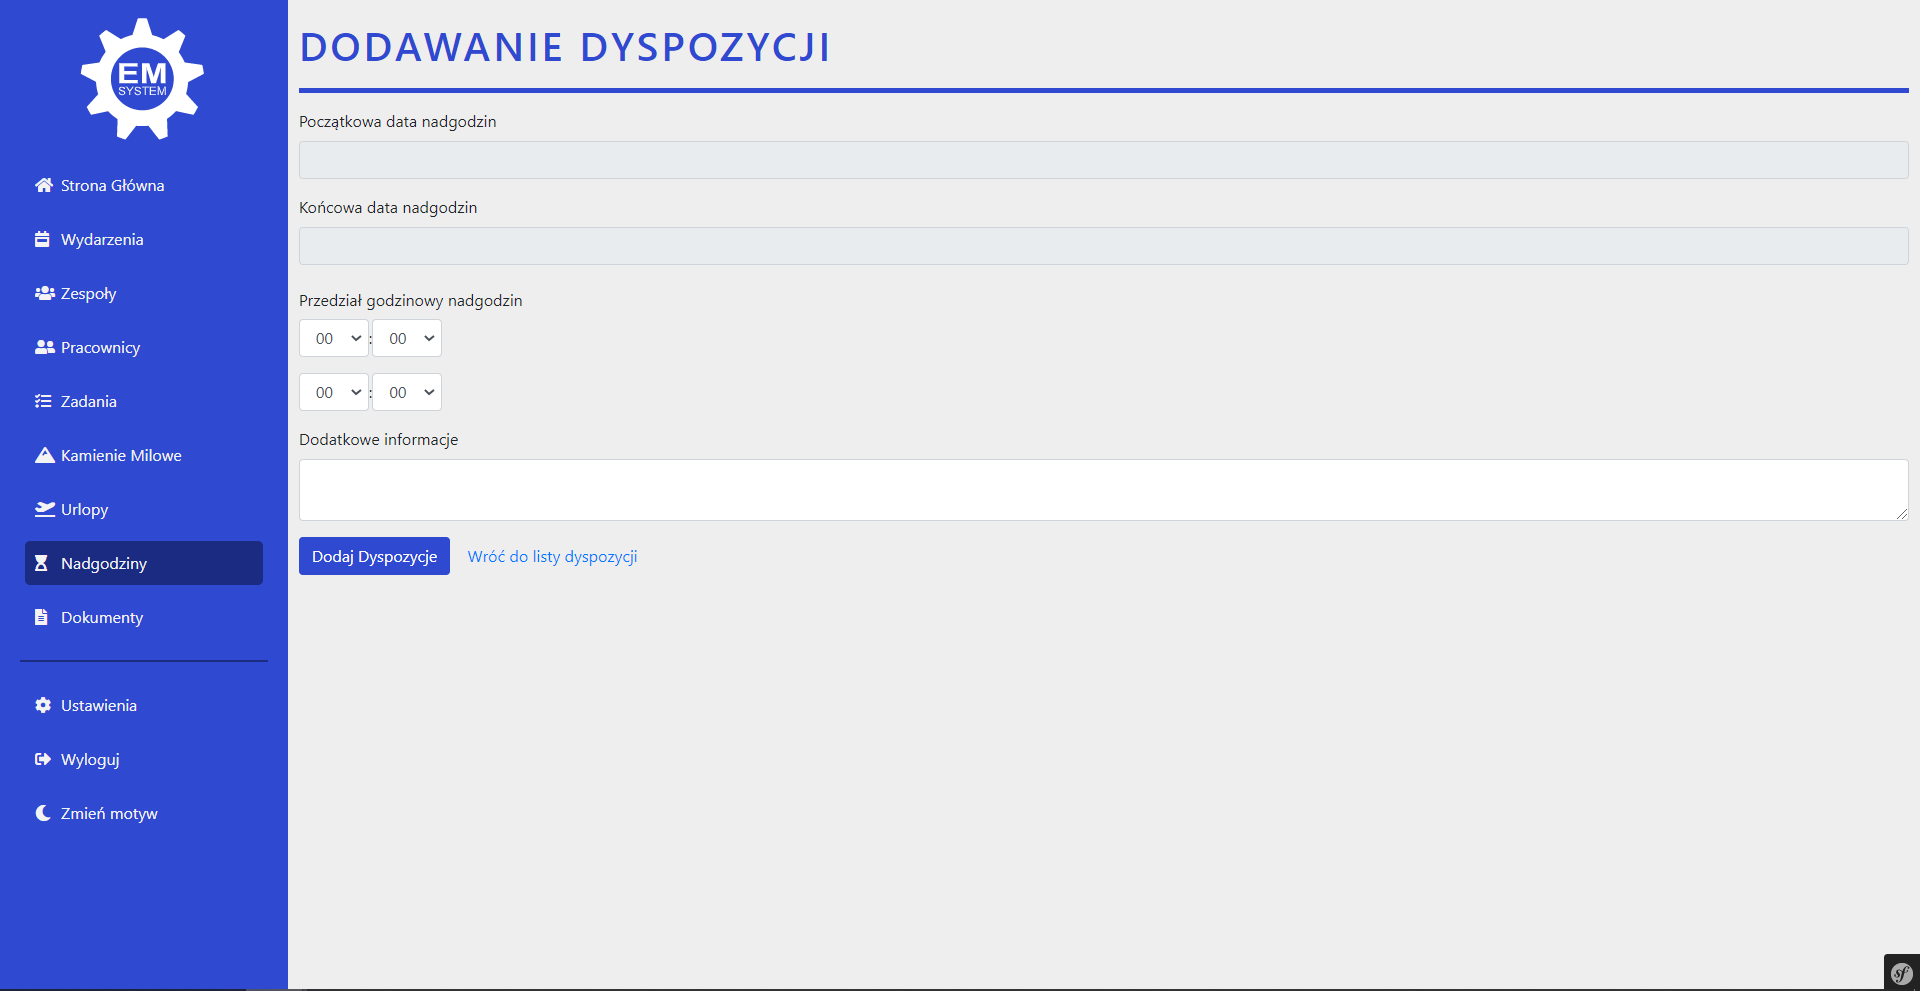 EM
SYSTEM
Strona Główna
Wydarzenia
Zespoły
Pracownicy
Zadania
Kamienie Milowe
Urlopy
Nadgodziny
Dokumenty
Ustawienia
Wyloguj
Zmień motyw
DODAWANIE DYSPOZYCJI
Początkowa data nadgodzin
Końcowa data nadgodzin
Przedział godzinowy nadgodzin
00 : 00
00 : 00
Dodatkowe informacje
Dodaj Dyspozycje Wróć do listy dyspozycji
sf